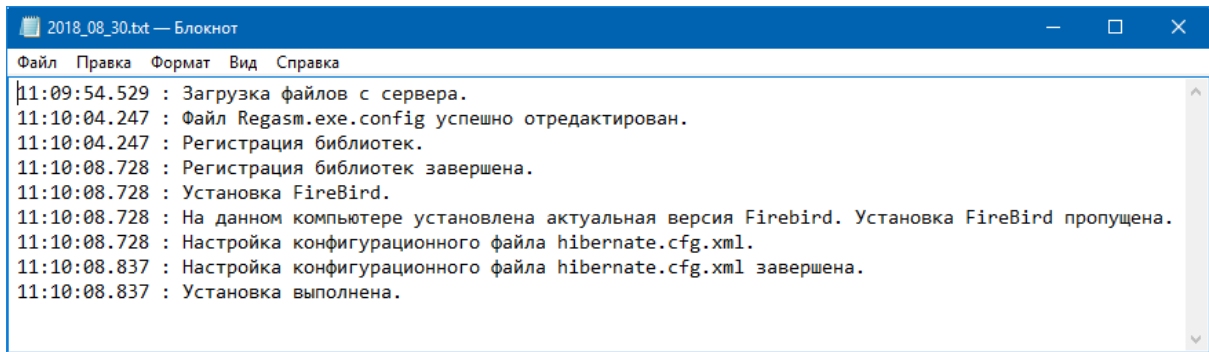 2018_08_30.txt — Блокнот
Файл Правка Формат Вид Справка
11:09:54.529 : Загрузка файлов с сервера.
11:10:04.247 : Файл Regasm.exe.config успешно отредактирован.
11:10:04.247 : Регистрация библиотек.
11:10:08.728 : Регистрация библиотек завершена.
11:10:08.728 : Установка FireBird.
11:10:08.728 : На данном компьютере установлена актуальная версия Firebird. Установка FireBird пропущена.
11:10:08.728 : Настройка конфигурационного файла hibernate.cfg.xml.
11:10:08.837 : Настройка конфигурационного файла hibernate.cfg.xml завершена.
11:10:08.837 : Установка выполнена.